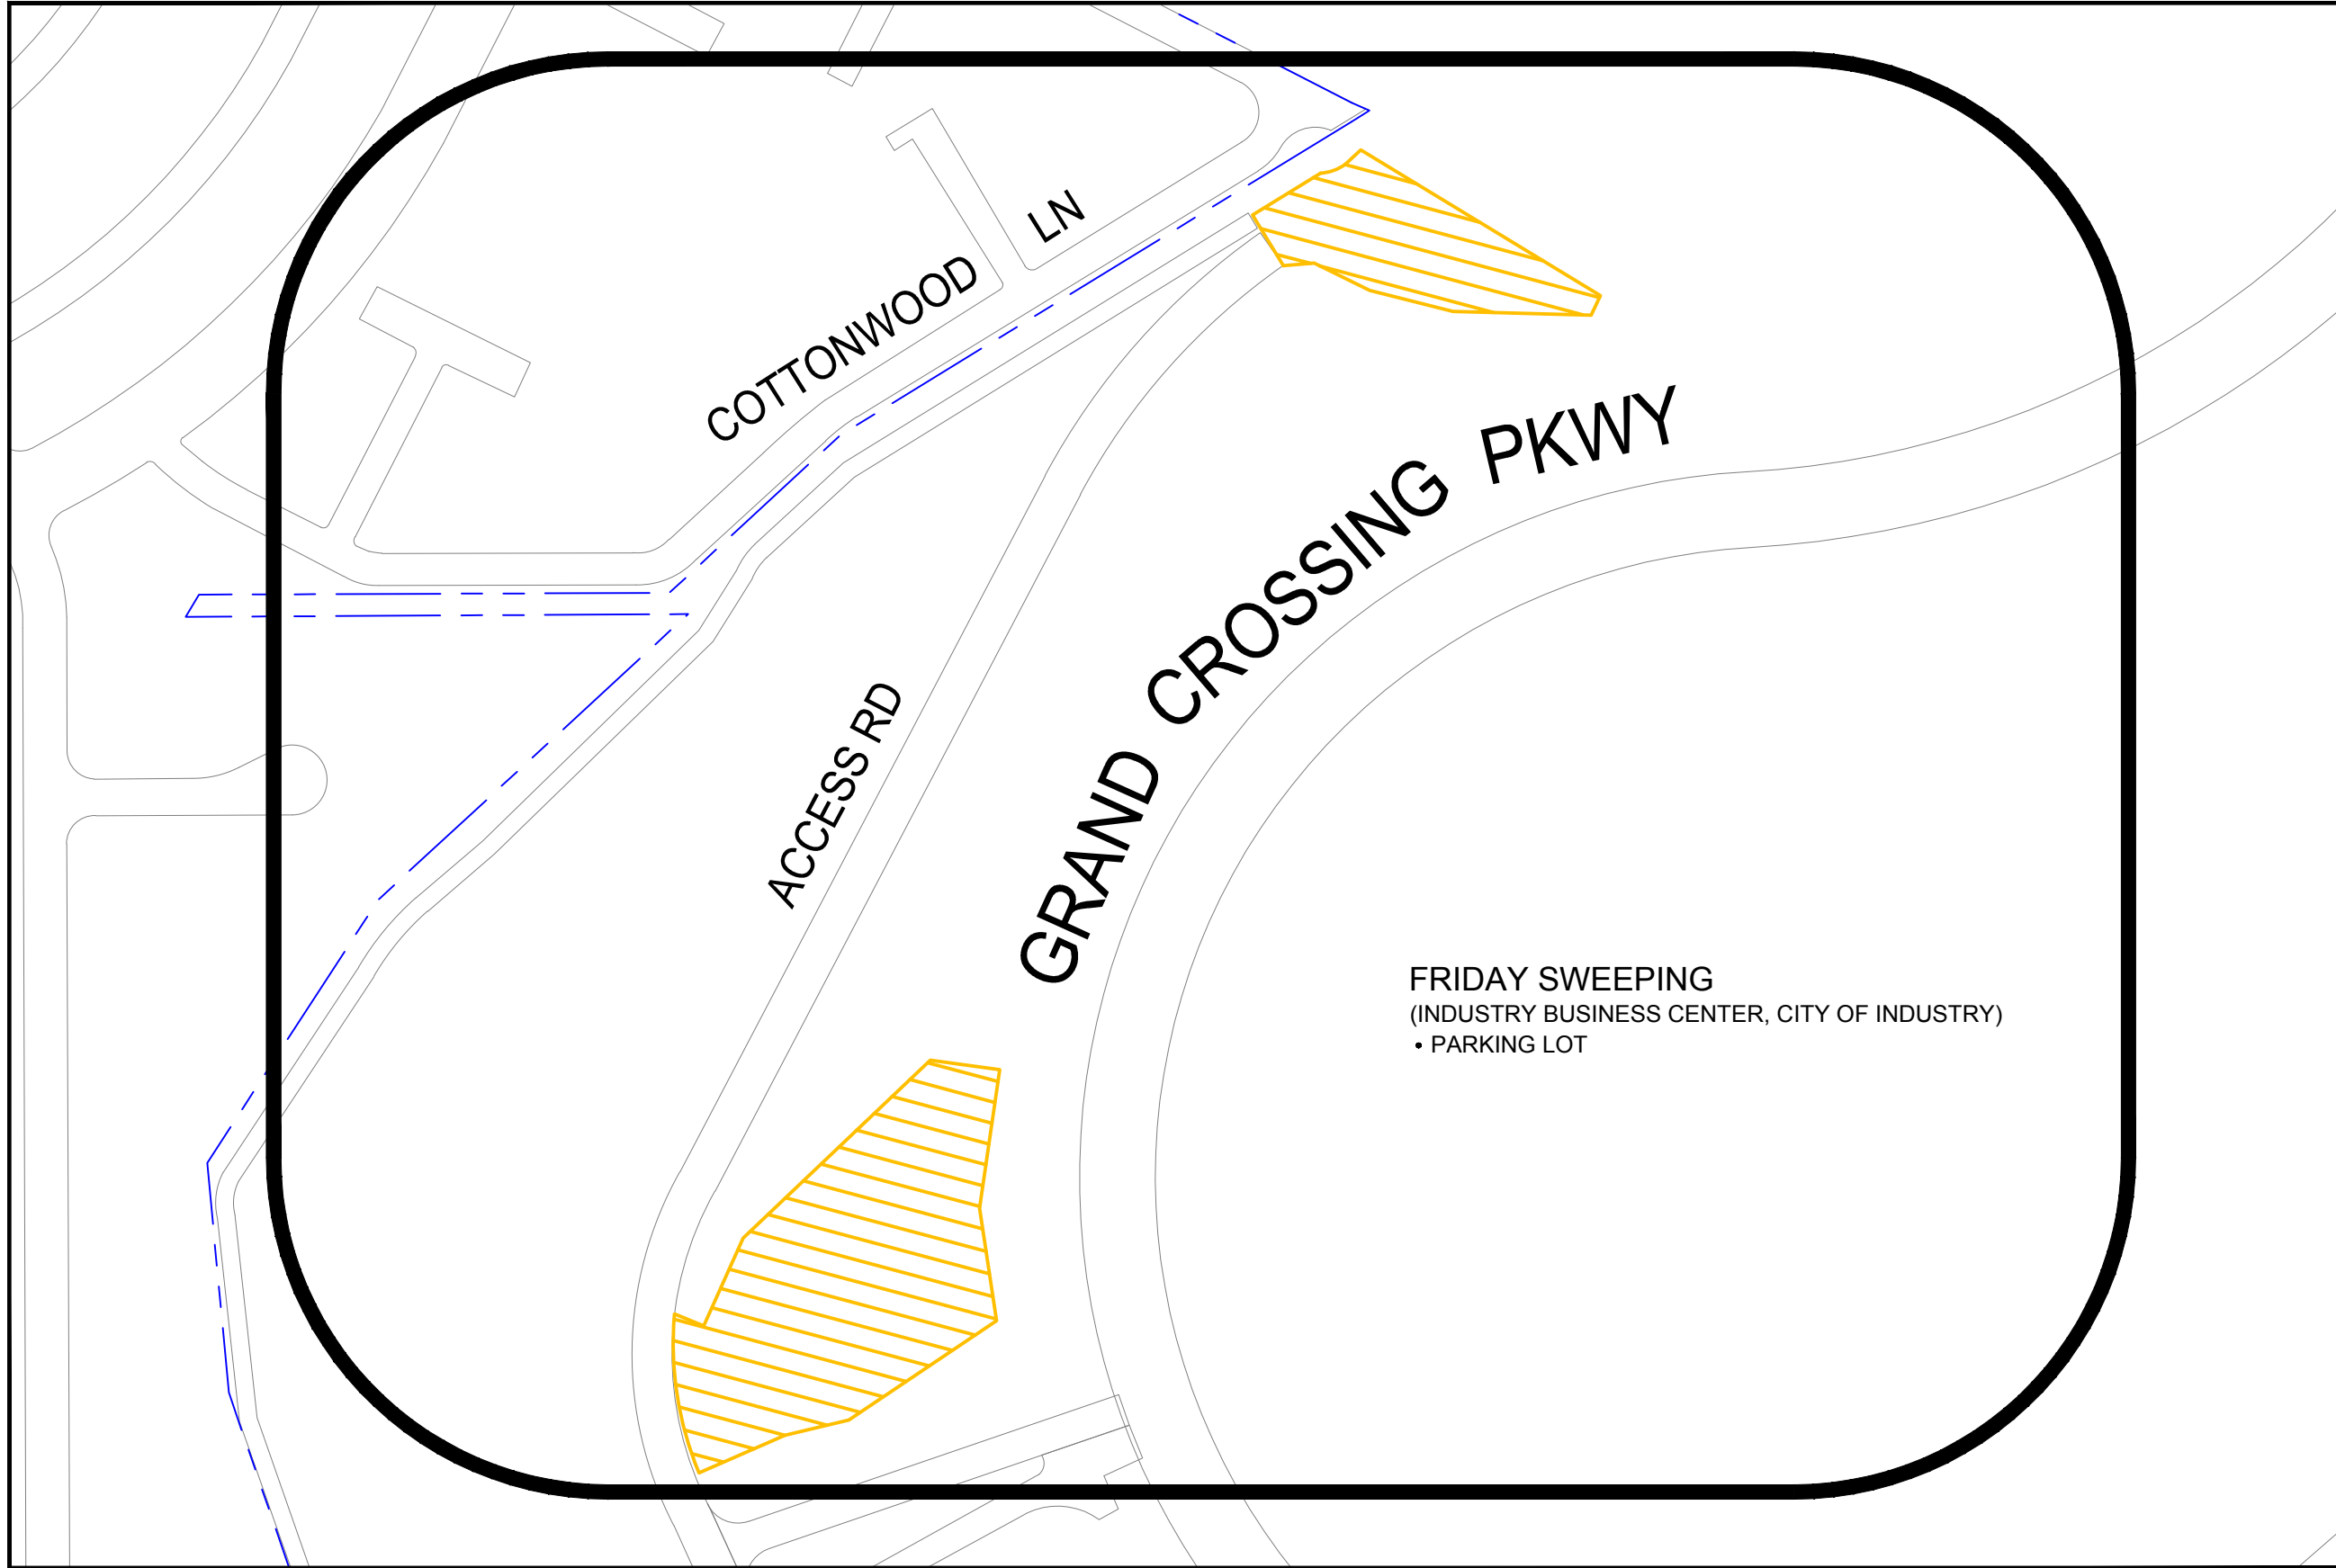 COTTONWOOD LN
GRAND CROSSING PKWY
ACCESS RD
FRIDAY SWEEPING
(INDUSTRY BUSINESS CENTER, CITY OF INDUSTRY)
• PARKING LOT